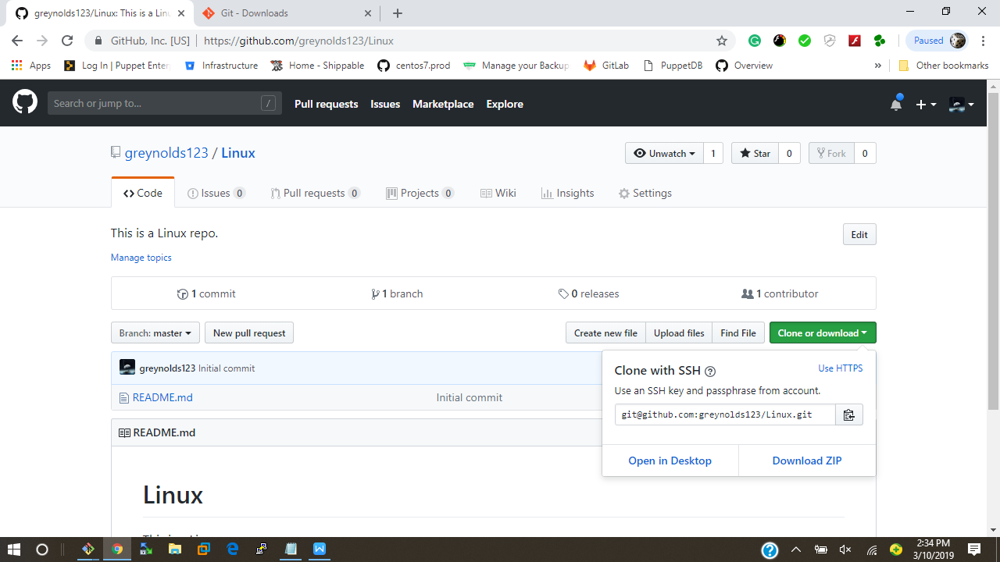 greynolds123/Linux: This is a Linu
Git - Downloads
GitHub, Inc. [US] | https://github.com/greynolds123/Linux
Paused
Apps
Log In | Puppet Enter
Infrastructure
Home - Shippable
centos7.prod
Manage your Backup
GitLab
PuppetDB
Overview
»
Other bookmarks
Search or jump to... /
Pull requests Issues Marketplace Explore
greynolds123 / Linux
Unwatch 1
Star 0
Fork 0
Code
Issues 0
Pull requests 0
Projects 0
Wiki
Insights
Settings
This is a Linux repo.
Edit
Manage topics
1 commit
1 branch
0 releases
1 contributor
Branch: master
New pull request
Create new file
Upload files
Find File
Clone or download
greynolds123 Initial commit
README.md
Initial commit
README.md
Clone with SSH
Use HTTPS
Use an SSH key and passphrase from account.
git@github.com:greynolds123/Linux.git
Open in Desktop
Download ZIP
Linux
2:34 PM
3/10/2019